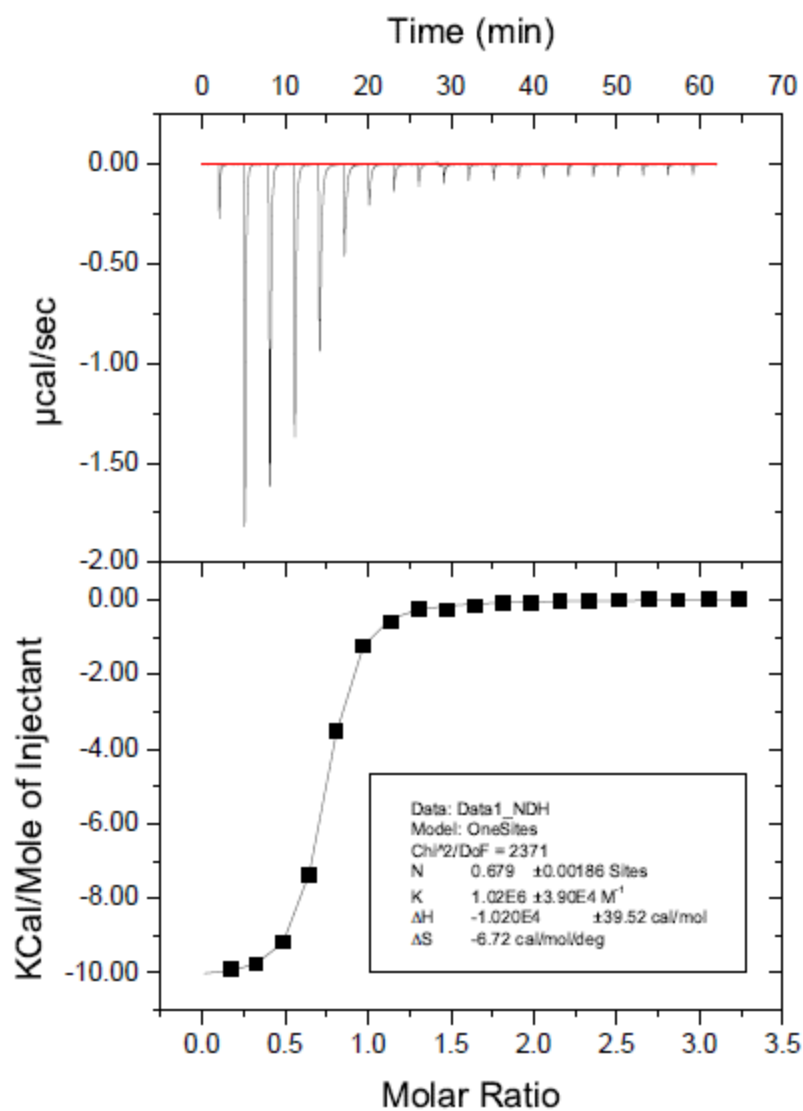 Time (min)
0 10 20 30 40 50 60 70
0.00
-0.50
-1.00
-1.50
-2.00
µcal/sec
0.00
-2.00
-4.00
-6.00
-8.00
-10.00
KCal/Mole of Injectant
Data: Data1_NDH
Model: OneSites
Chi^2/DoF = 2371
N 0.679 ±0.00186 Sites
K 1.02E6 ±3.90E4 M⁻¹
ΔH -1.020E4 ±39.52 cal/mol
ΔS -6.72 cal/mol/deg
0.0 0.5 1.0 1.5 2.0 2.5 3.0 3.5
Molar Ratio